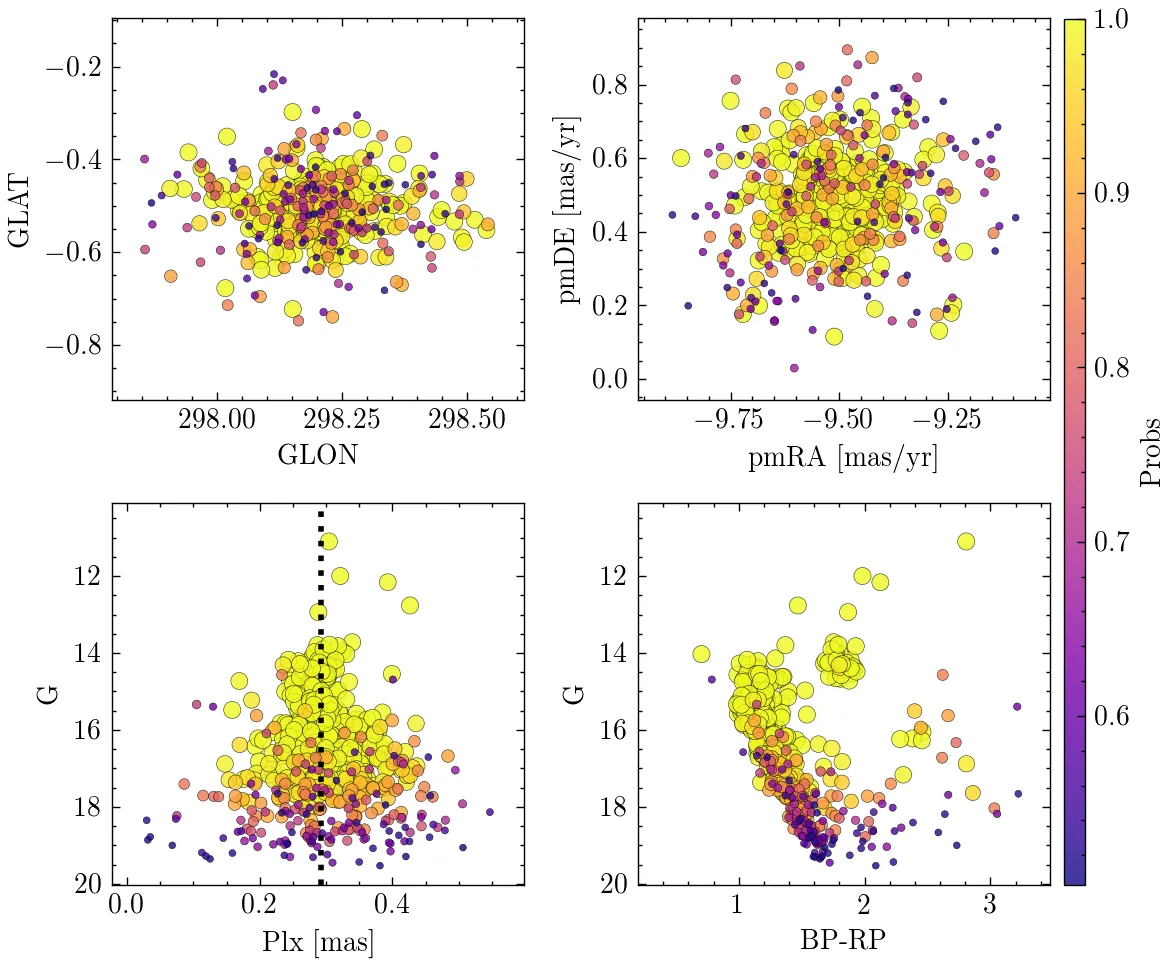 −0.2
−0.4
−0.6
−0.8
GLAT
298.00 298.25 298.50
GLON
0.8
0.6
0.4
0.2
0.0
pmDE [mas/yr]
−9.75 −9.50 −9.25
pmRA [mas/yr]
1.0
0.9
0.8
0.7
0.6
Probs
12
14
16
18
20
G
0.0 0.2 0.4
Plx [mas]
12
14
16
18
20
G
1 2 3
BP-RP